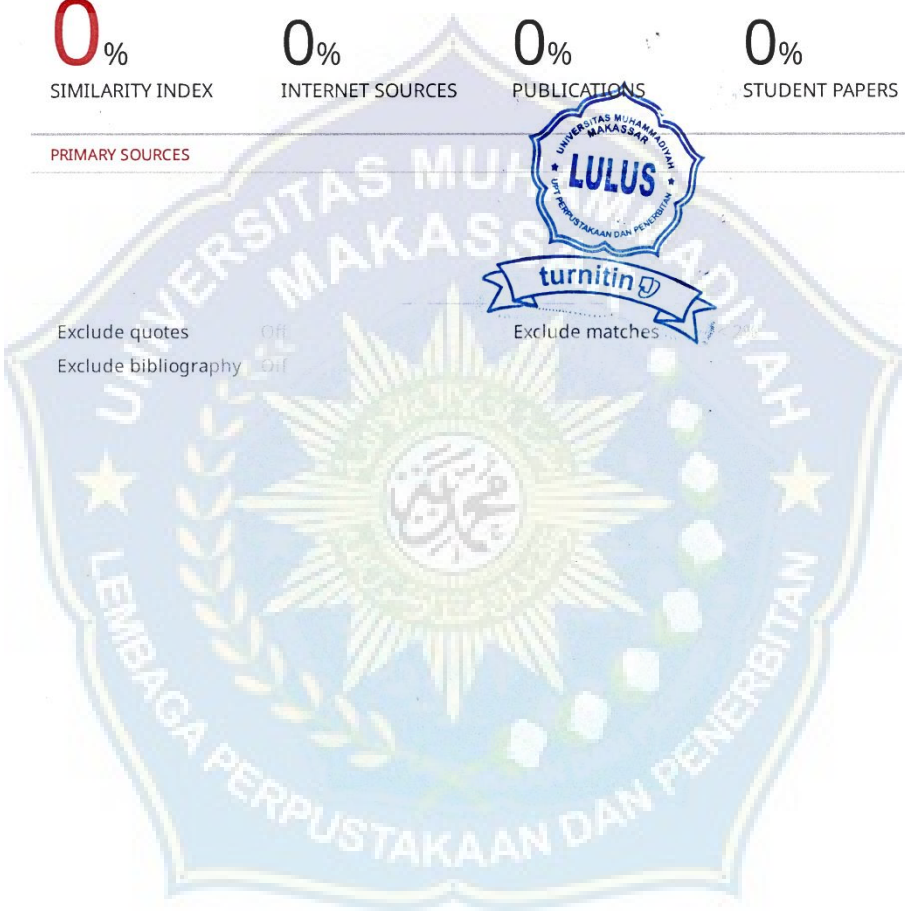 0% 0% 0% 0%
SIMILARITY INDEX INTERNET SOURCES PUBLICATIONS STUDENT PAPERS
PRIMARY SOURCES
UNIVERSITAS MUHAMMADIYAH
MAKASSAR
LULUS
UPT PERPUSTAKAAN DAN PENERBITAN
turnitin
Exclude quotes Off Exclude matches
Exclude bibliography Off
UNIVERSITAS MUHAMMADIYAH
MAKASSAR
محمد
LEMBAGA PERPUSTAKAAN DAN PENERBITAN